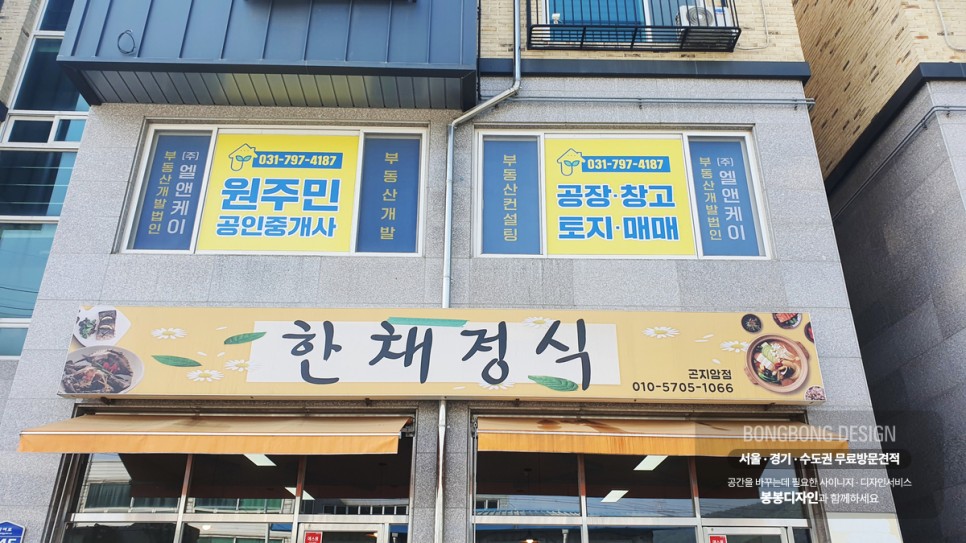 부동산개발법인
(주)엘앤케이
031-797-4187
원주민
공인중개사
부동산개발
부동산컨설팅
031-797-4187
공장·창고
토지·매매
부동산개발법인
(주)엘앤케이
한채정식
곤지암점
010-5705-1066
BONGBONG DESIGN
서울·경기·수도권 무료방문견적
공간을 바꾸는데 필요한 사이니지·디자인서비스
봉봉디자인과 함께하세요